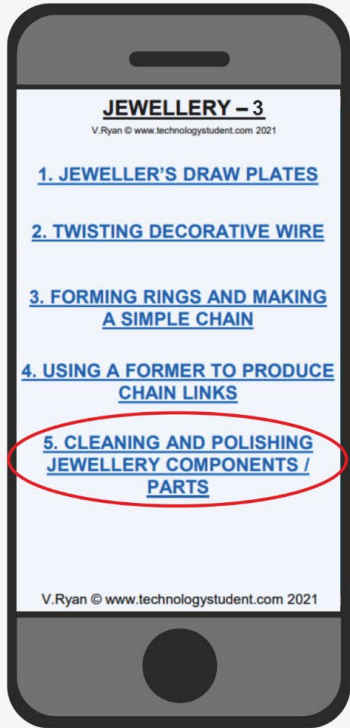 JEWELLERY – 3
V.Ryan © www.technologystudent.com 2021
1. JEWELLER'S DRAW PLATES
2. TWISTING DECORATIVE WIRE
3. FORMING RINGS AND MAKING
A SIMPLE CHAIN
4. USING A FORMER TO PRODUCE
CHAIN LINKS
5. CLEANING AND POLISHING
JEWELLERY COMPONENTS /
PARTS
V.Ryan © www.technologystudent.com 2021